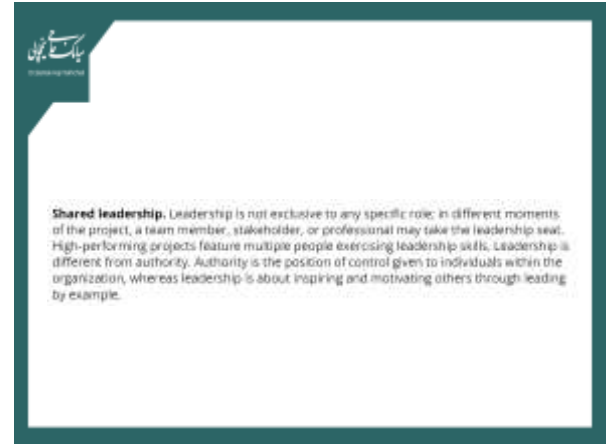 Shared leadership. Leadership is not exclusive to any specific role; in different moments
of the project, a team member, stakeholder, or professional may take the leadership seat.
High-performing projects feature multiple people exercising leadership skills. Leadership is
different from authority. Authority is the position of control given to individuals within the
organization, whereas leadership is about inspiring and motivating others through leading
by example.